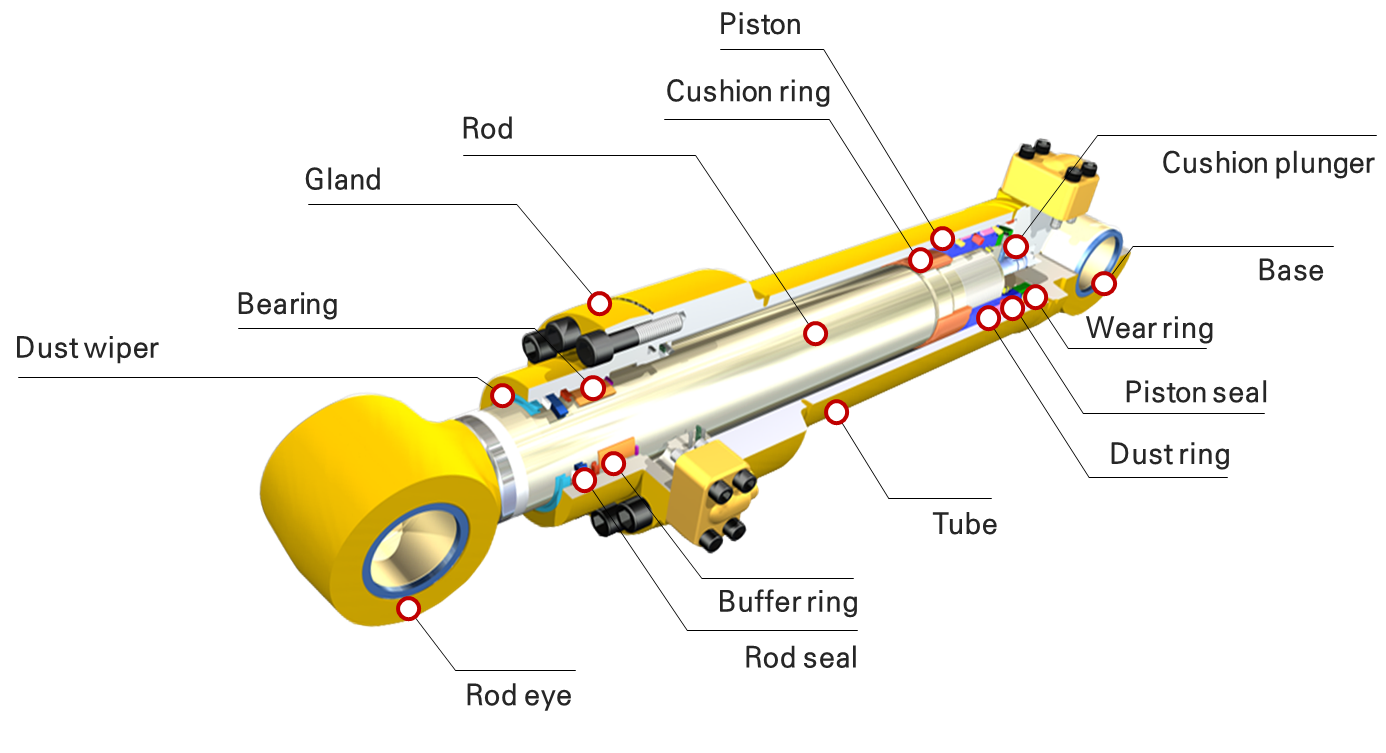 Piston
Cushion ring
Rod
Cushion plunger
Gland
Base
Bearing
Wear ring
Dust wiper
Piston seal
Dust ring
Tube
Buffer ring
Rod seal
Rod eye